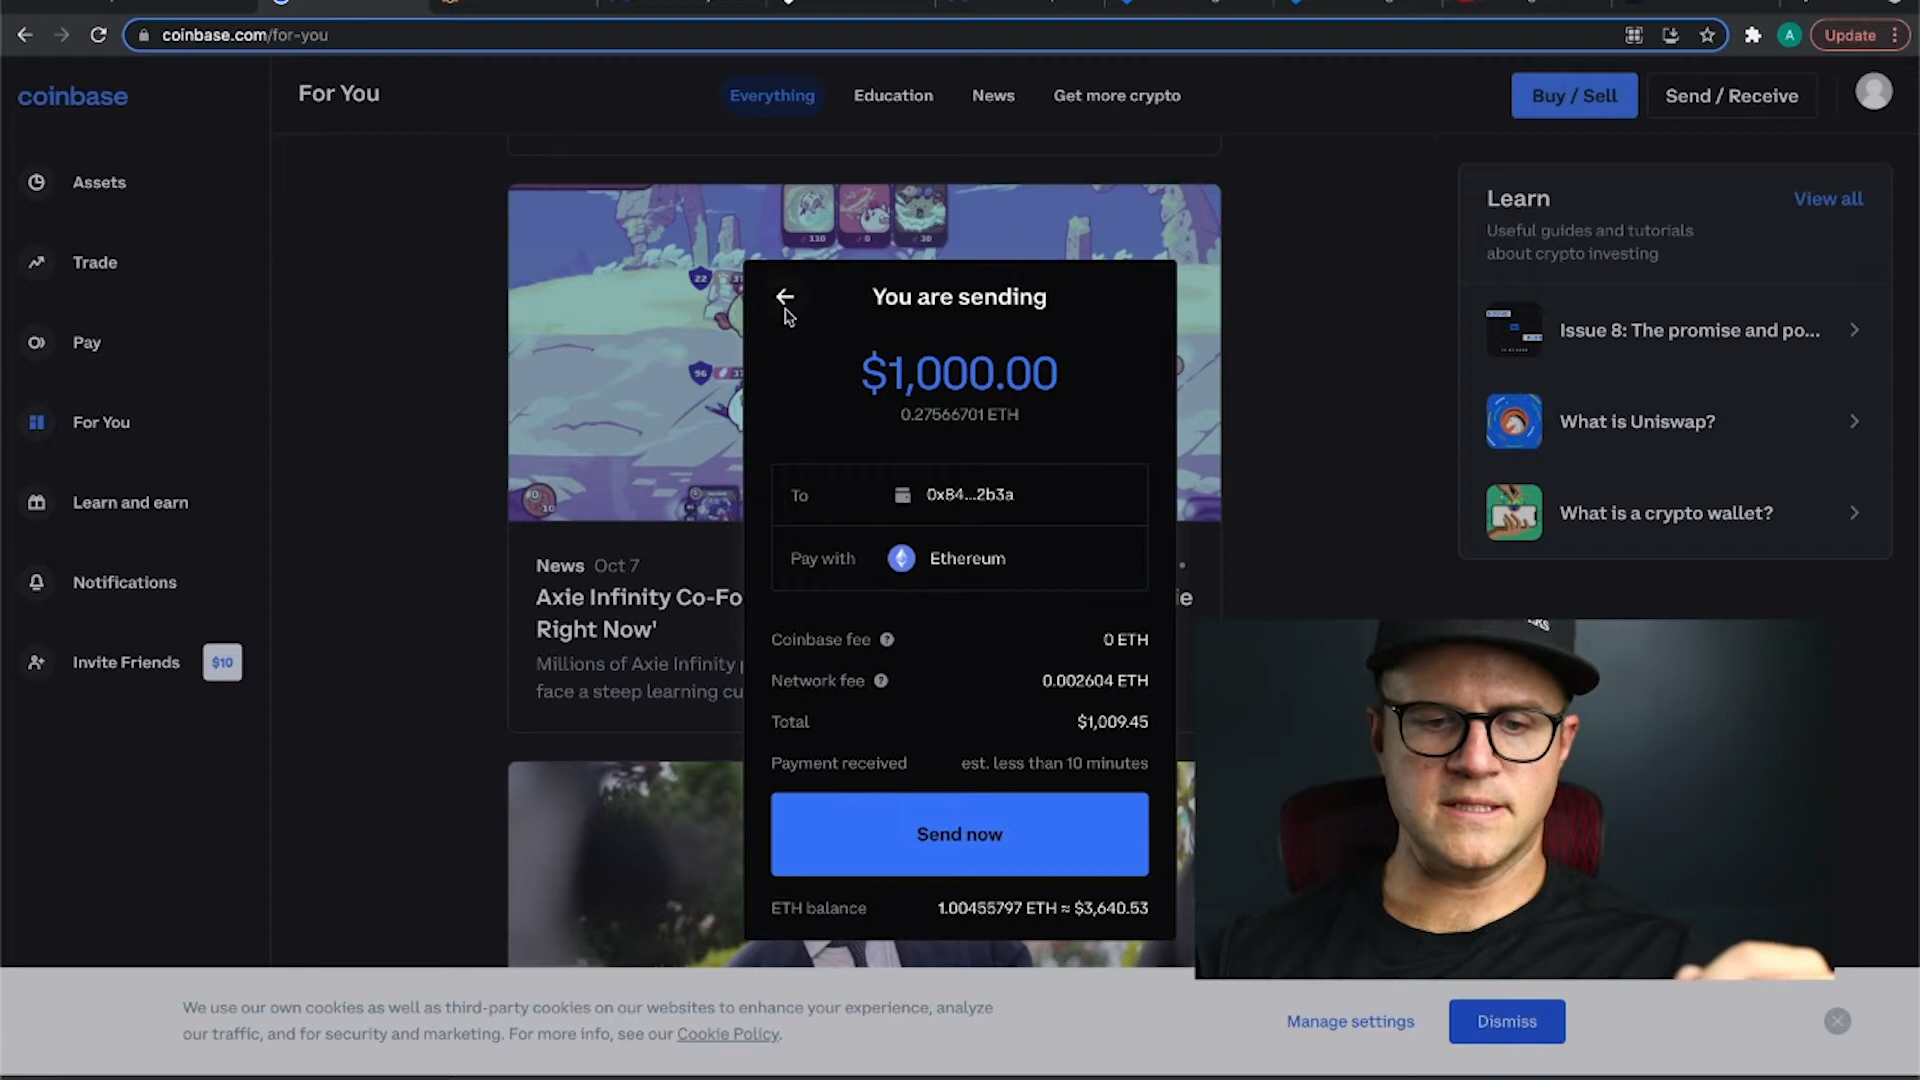 coinbase.com/for-you
A
Update
coinbase
For You
Everything
Education
News
Get more crypto
Buy / Sell
Send / Receive
Assets
Trade
Pay
For You
Learn and earn
Notifications
Invite Friends
$10
110
0
30
22
96
10
News Oct 7
Axie Infinity Co-Fo
ie
Right Now'
Millions of Axie Infinity
face a steep learning cu
You are sending
$1,000.00
0.27566701 ETH
To
0x84...2b3a
Pay with
Ethereum
Coinbase fee ?
0 ETH
Network fee ?
0.002604 ETH
Total
$1,009.45
Payment received
est. less than 10 minutes
Send now
ETH balance
1.00455797 ETH ≈ $3,640.53
Learn
View all
Useful guides and tutorials
about crypto investing
Issue 8: The promise and po...
What is Uniswap?
What is a crypto wallet?
We use our own cookies as well as third-party cookies on our websites to enhance your experience, analyze
our traffic, and for security and marketing. For more info, see our Cookie Policy.
Manage settings
Dismiss